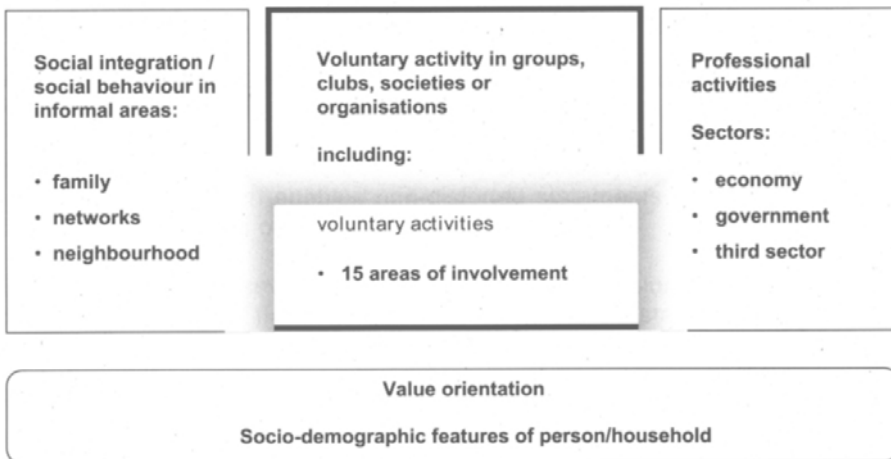 Social integration /
social behaviour in
informal areas:
• family
• networks
• neighbourhood
Voluntary activity in groups,
clubs, societies or
organisations
including:
voluntary activities
• 15 areas of involvement
Professional
activities
Sectors:
• economy
• government
• third sector
Value orientation
Socio-demographic features of person/household